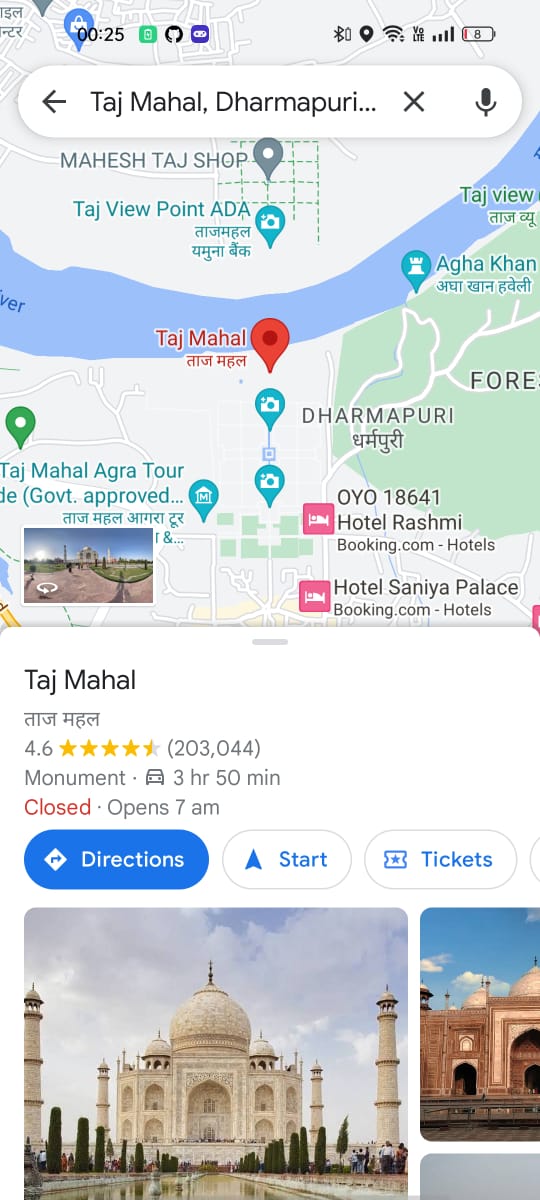 00:25
Vo
LTE
8
Taj Mahal, Dharmapuri...
MAHESH TAJ SHOP
Taj View Point ADA
ताजमहल
यमुना बैंक
Taj view
ताज व्यू
Agha Khan
अघा खान हवेली
Taj Mahal
ताज महल
FORE
DHARMAPURI
धर्मपुरी
Taj Mahal Agra Tour
de (Govt. approved...
ताज महल आगरा टूर
r &...
OYO 18641
Hotel Rashmi
Booking.com - Hotels
Hotel Saniya Palace
Booking.com - Hotels
Taj Mahal
ताज महल
4.6 (203,044)
Monument · 3 hr 50 min
Closed · Opens 7 am
Directions
Start
Tickets